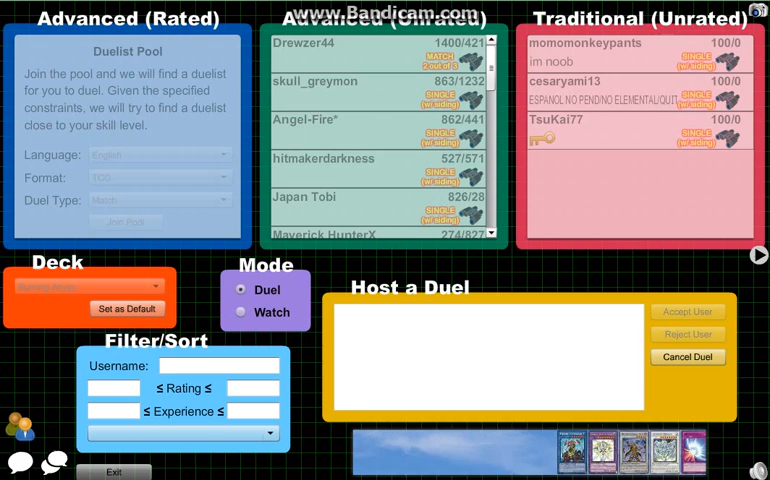 www.Bandicam.com
Advanced (Rated)
Duelist Pool
Join the pool and we will find a duelist
for you to duel. Given the specified
constraints, we will try to find a duelist
close to your skill level.
Language: English
Format: TCG
Duel Type: Match
Join Pool
Advanced (Unrated)
Drewzer44 1400/421
MATCH
2 out of 3
skull_greymon 863/1232
SINGLE
(w/ siding)
Angel-Fire* 862/441
SINGLE
(w/ siding)
hitmakerdarkness 527/571
SINGLE
(w/ siding)
Japan Tobi 826/28
SINGLE
(w/ siding)
Maverick HunterX 274/827
Traditional (Unrated)
momomonkeypants 100/0
im noob
SINGLE
(w/ siding)
cesaryami13 100/0
ESPANOL NO PEND/NO ELEMENTAL/QLIT
SINGLE
(w/ siding)
TsuKai77 100/0
SINGLE
(w/ siding)
Deck
Set as Default
Mode
Duel
Watch
Host a Duel
Accept User
Reject User
Cancel Duel
Filter/Sort
Username:
≤ Rating ≤
≤ Experience ≤
Exit